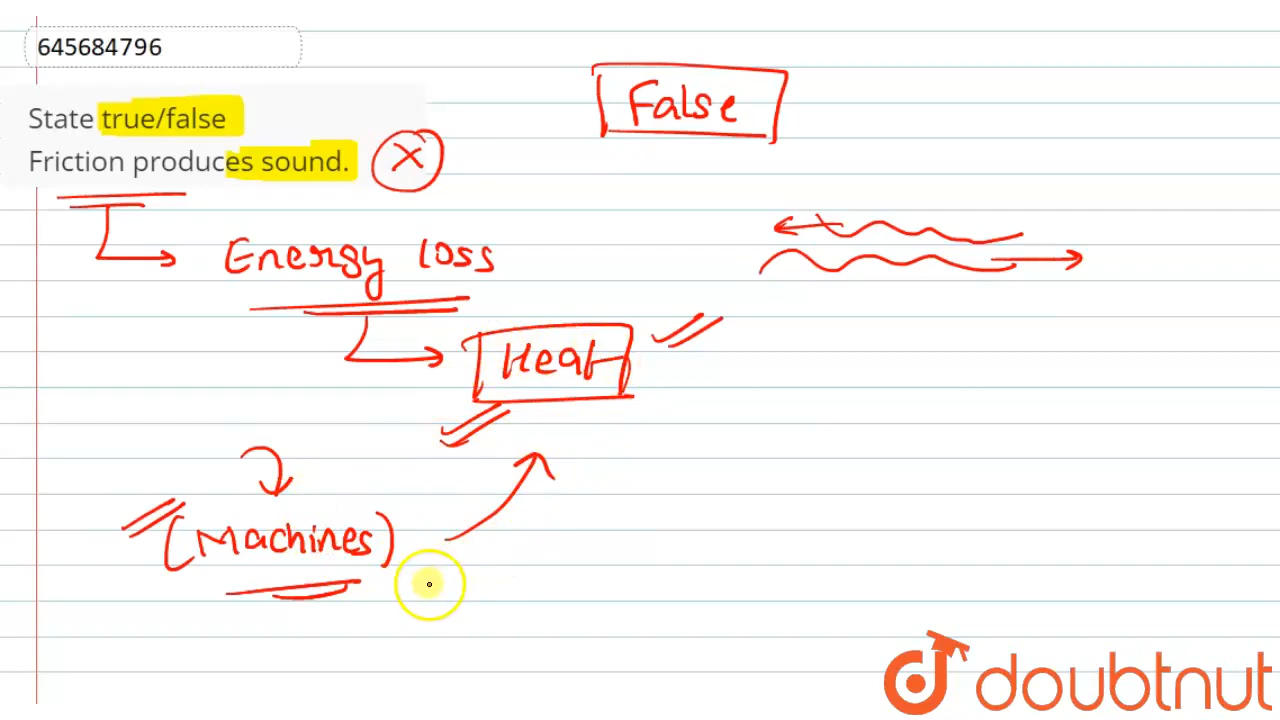 645684796
State true/false
Friction produces sound.
False
Energy loss
Heat
(Machines)
doubtnut